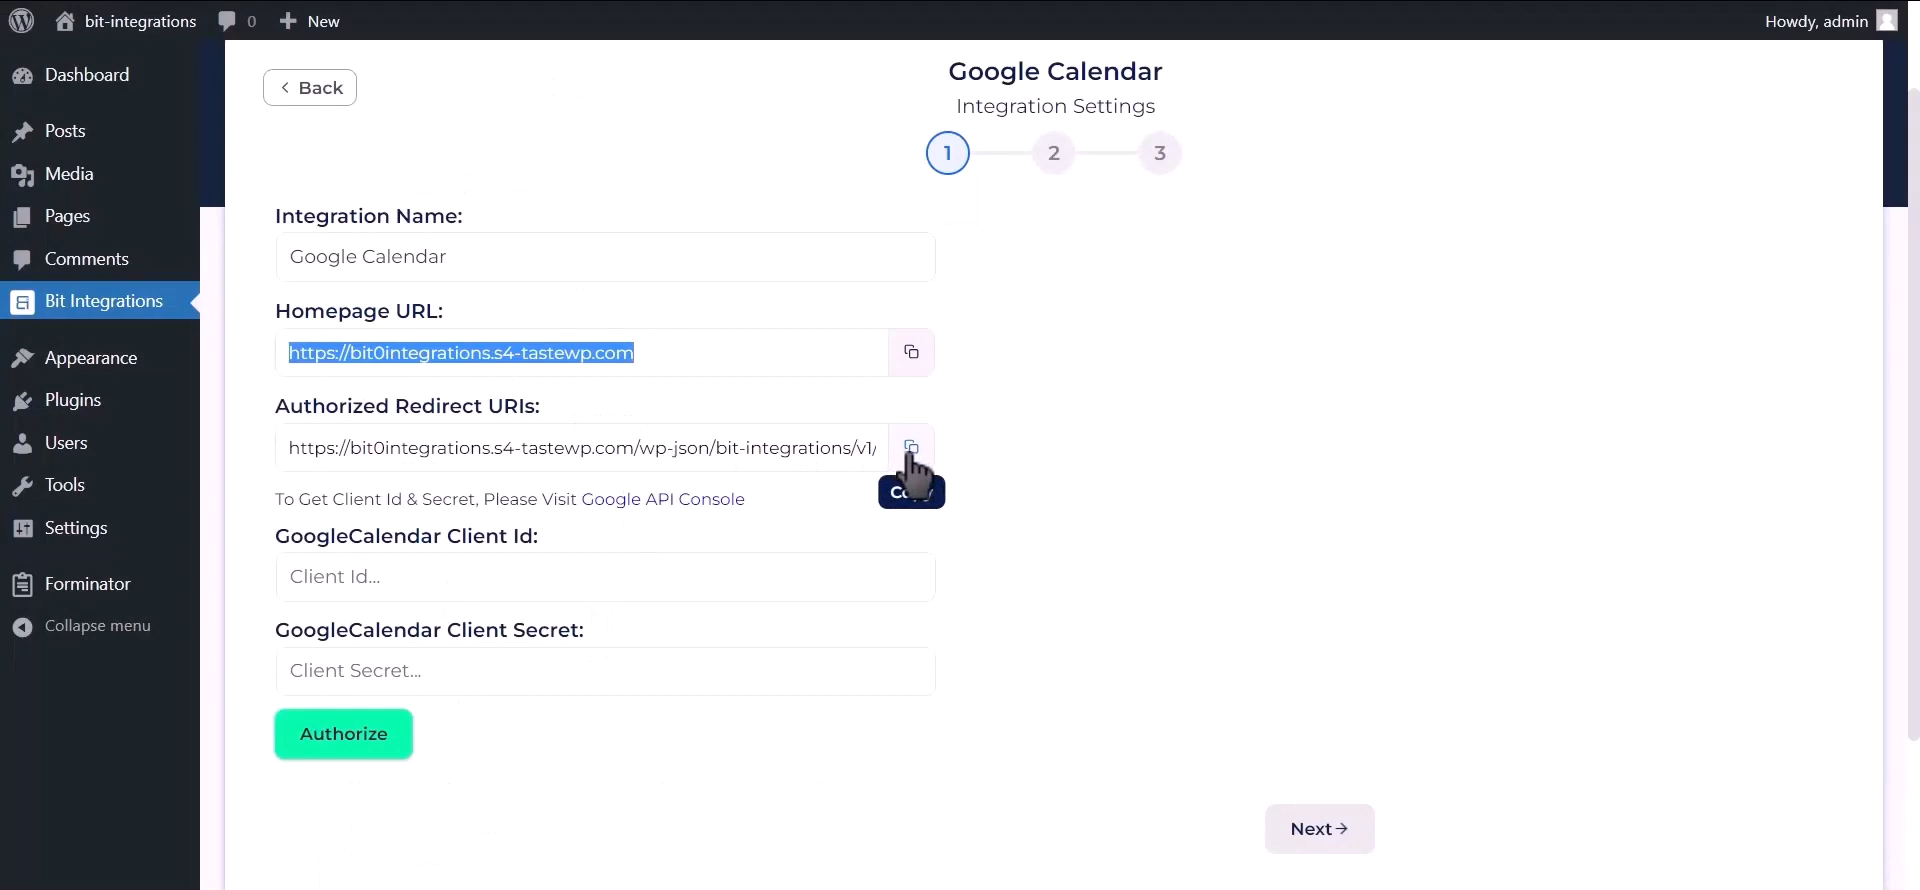 bit-integrations 0 New Howdy, admin
Dashboard
Posts
Media
Pages
Comments
Bit Integrations
Appearance
Plugins
Users
Tools
Settings
Forminator
Collapse menu
Back
Google Calendar
Integration Settings
1 2 3
Integration Name:
Google Calendar
Homepage URL:
https://bit0integrations.s4-tastewp.com
Authorized Redirect URIs:
https://bit0integrations.s4-tastewp.com/wp-json/bit-integrations/v1/
Copy
To Get Client Id & Secret, Please Visit Google API Console
GoogleCalendar Client Id:
Client Id...
GoogleCalendar Client Secret:
Client Secret...
Authorize
Next